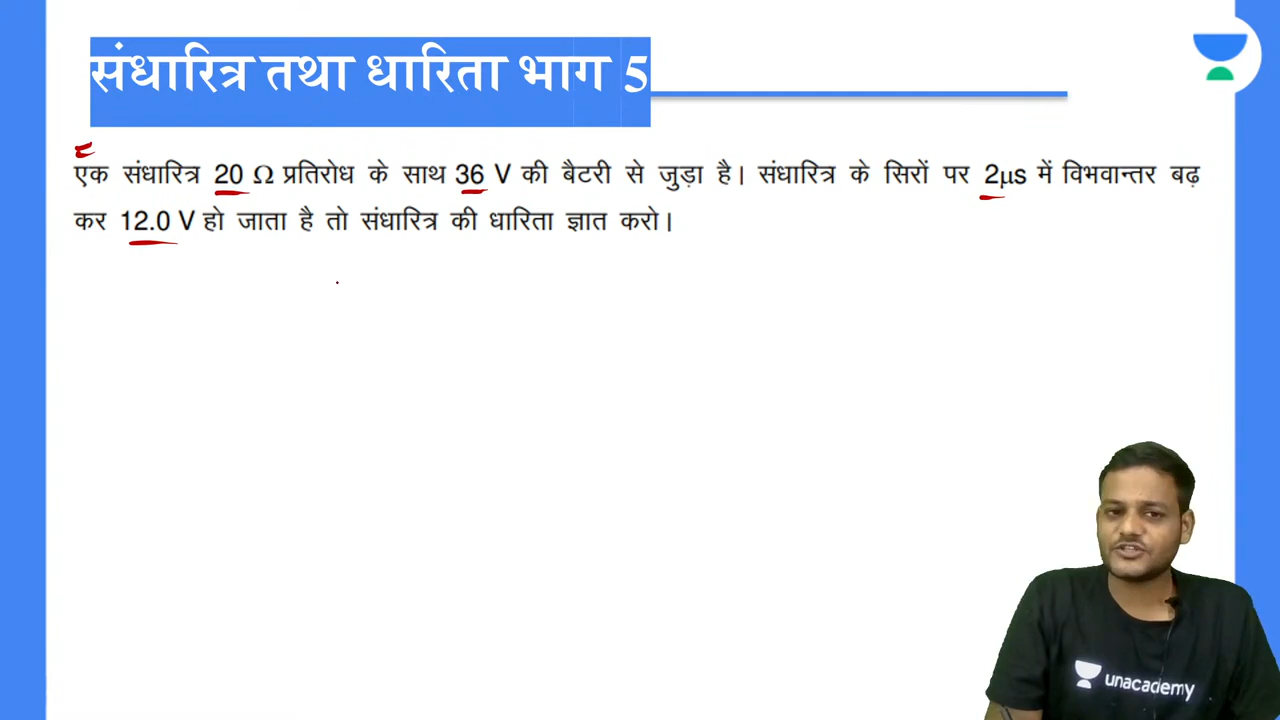 संधारित्र तथा धारिता भाग 5
एक संधारित्र 20 Ω प्रतिरोध के साथ 36 V की बैटरी से जुड़ा है। संधारित्र के सिरों पर 2μs में विभवान्तर बढ़
कर 12.0 V हो जाता है तो संधारित्र की धारिता ज्ञात करो।
unacademy